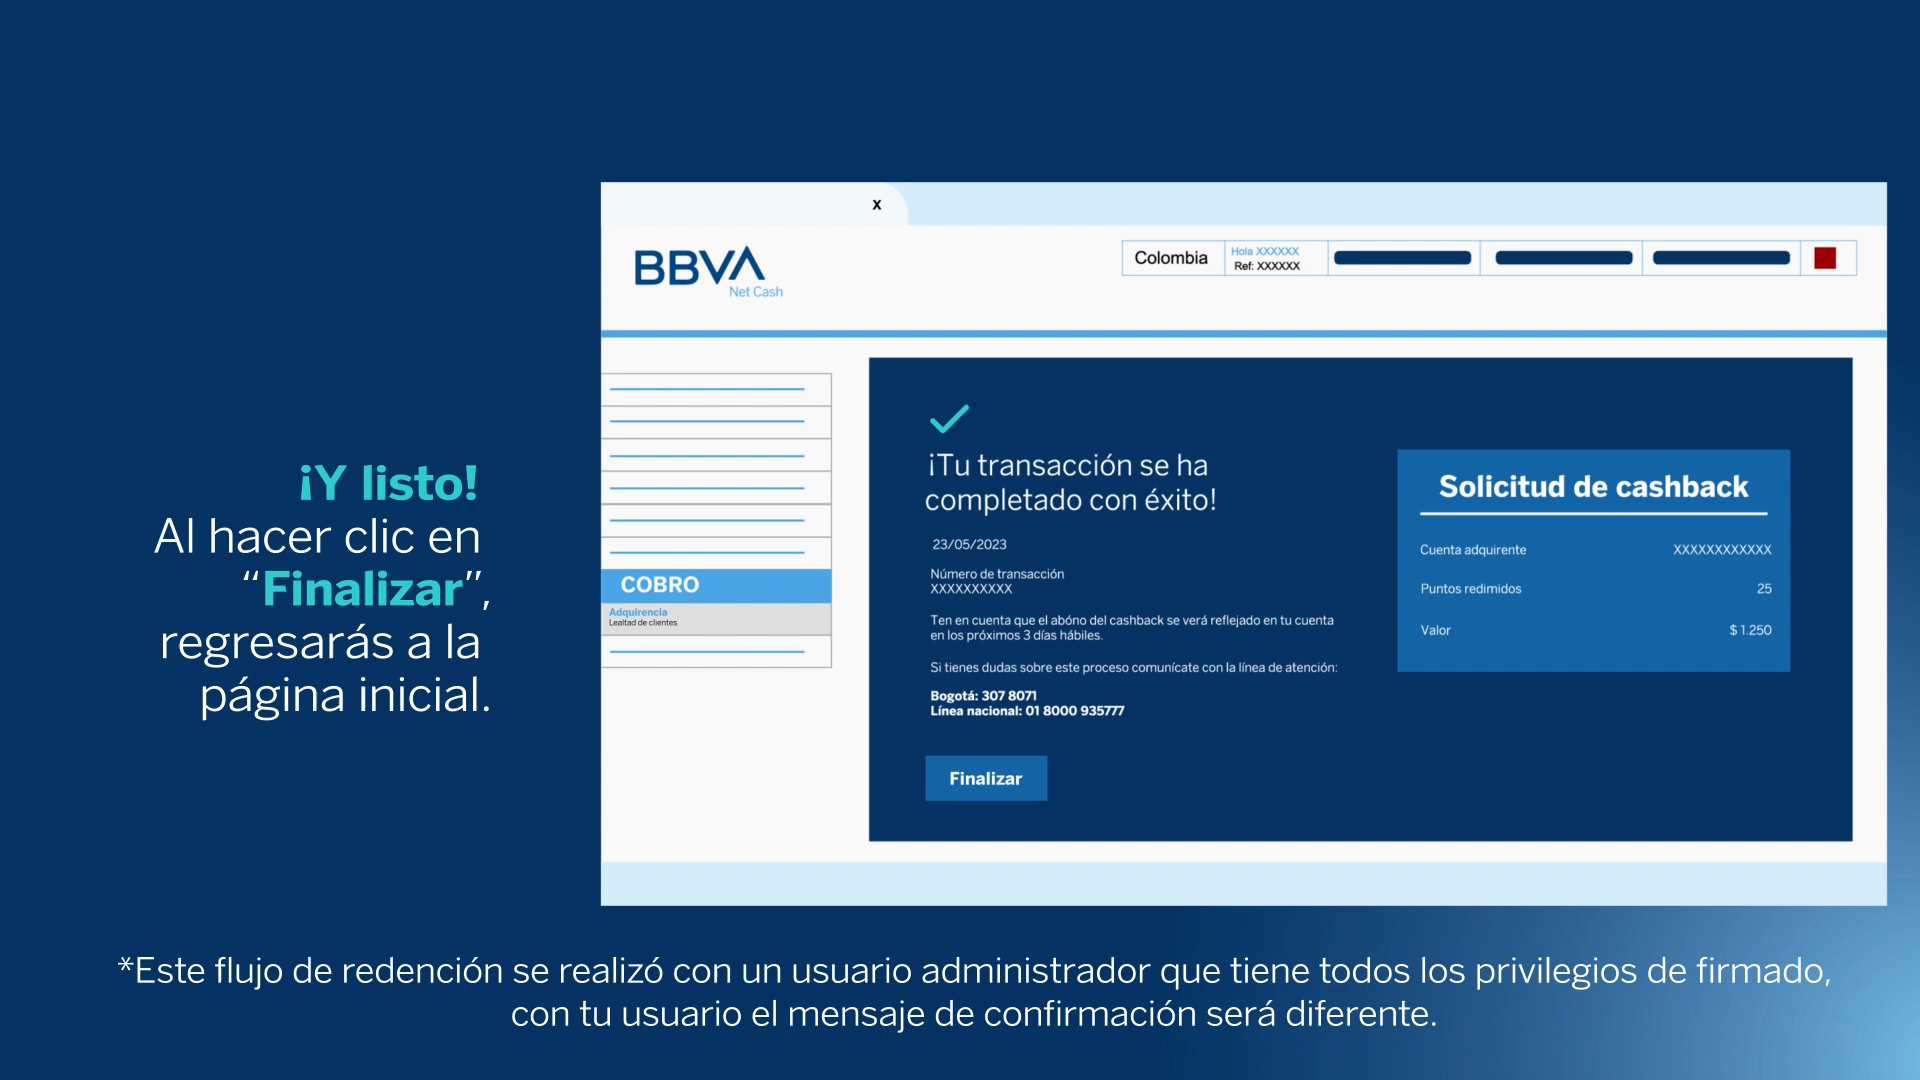 ¡Y listo!
Al hacer clic en
“Finalizar”,
regresarás a la
página inicial.
x
BBVA
Net Cash
Colombia
Hola XXXXXX
Ref: XXXXXX
COBRO
Adquirencia
Lealtad de clientes
¡Tu transacción se ha
completado con éxito!
23/05/2023
Número de transacción
XXXXXXXXXX
Ten en cuenta que el abóno del cashback se verá reflejado en tu cuenta
en los próximos 3 días hábiles.
Si tienes dudas sobre este proceso comunícate con la línea de atención:
Bogotá: 307 8071
Línea nacional: 01 8000 935777
Finalizar
Solicitud de cashback
Cuenta adquirente XXXXXXXXXXXX
Puntos redimidos 25
Valor $ 1.250
*Este flujo de redención se realizó con un usuario administrador que tiene todos los privilegios de firmado,
con tu usuario el mensaje de confirmación será diferente.